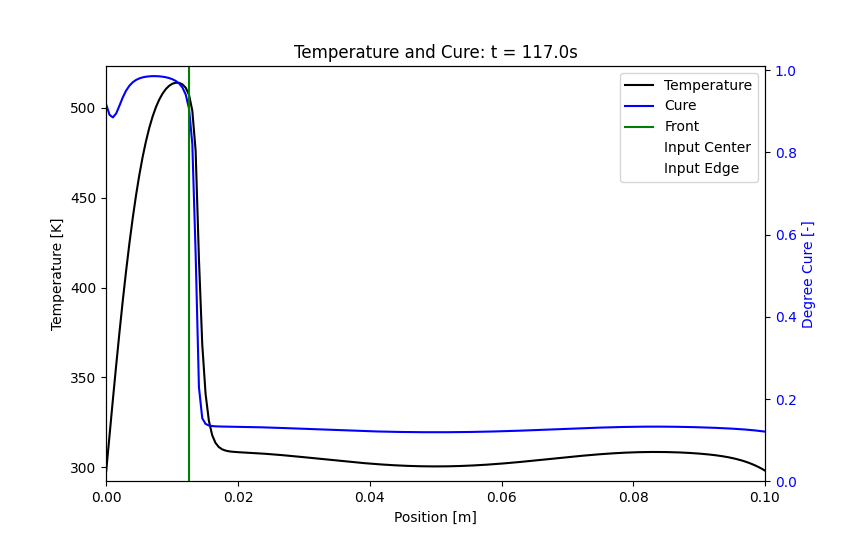 Temperature and Cure: t = 117.0s
Temperature
Cure
Front
Input Center
Input Edge
500
450
400
350
300
Temperature [K]
1.0
0.8
0.6
0.4
0.2
0.0
Degree Cure [-]
0.00 0.02 0.04 0.06 0.08 0.10
Position [m]